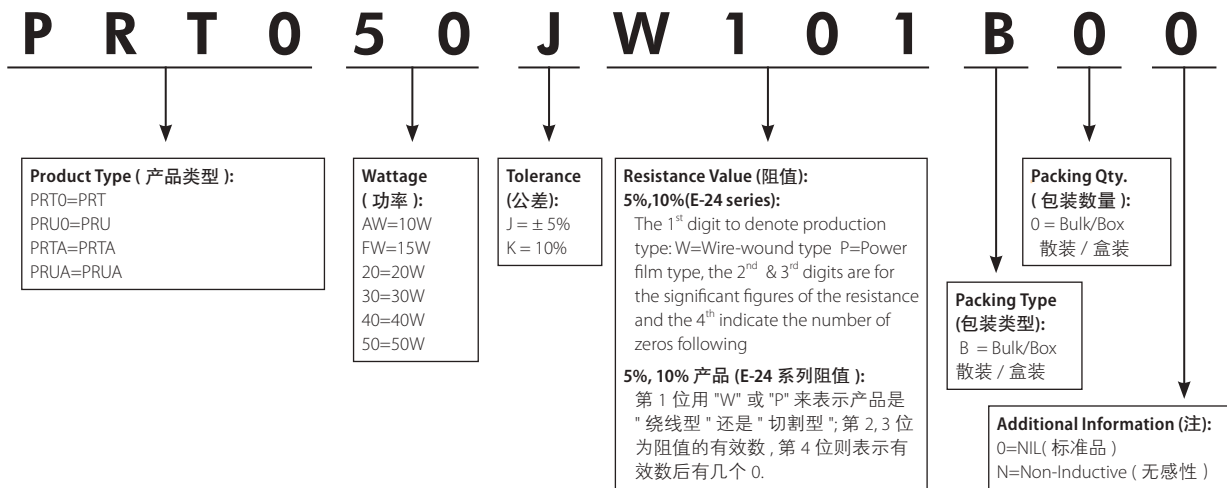 P R T 0 5 0 J W 1 0 1 B 0 0
Product Type ( 产品类型 ):
PRT0=PRT
PRU0=PRU
PRTA=PRTA
PRUA=PRUA
Wattage
( 功率 ):
AW=10W
FW=15W
20=20W
30=30W
40=40W
50=50W
Tolerance
(公差):
J = ± 5%
K = 10%
Resistance Value (阻值):
5%,10%(E-24 series):
The 1st digit to denote production
type: W=Wire-wound type P=Power
film type, the 2nd & 3rd digits are for
the significant figures of the resistance
and the 4th indicate the number of
zeros following
5%, 10% 产品 (E-24 系列阻值 ):
第 1 位用 "W" 或 "P" 来表示产品是
" 绕线型 " 还是 " 切割型 "; 第 2, 3 位
为阻值的有效数 , 第 4 位则表示有
效数后有几个 0.
Packing Type
(包装类型):
B = Bulk/Box
散装 / 盒装
Packing Qty.
( 包装数量 ):
0 = Bulk/Box
散装 / 盒装
Additional Information (注):
0=NIL( 标准品 )
N=Non-Inductive ( 无感性 )